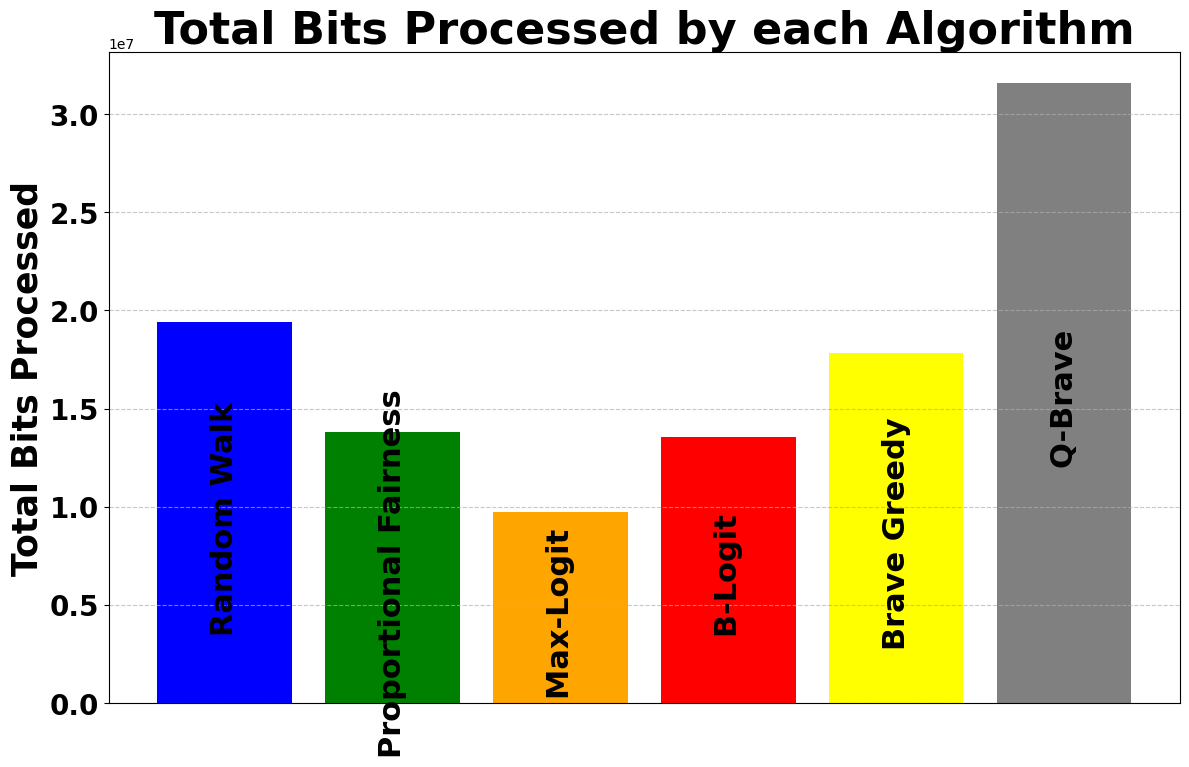 Total Bits Processed by each Algorithm
1e7
Total Bits Processed
3.0
2.5
2.0
1.5
1.0
0.5
0.0
Random Walk
Proportional Fairness
Max-Logit
B-Logit
Brave Greedy
Q-Brave